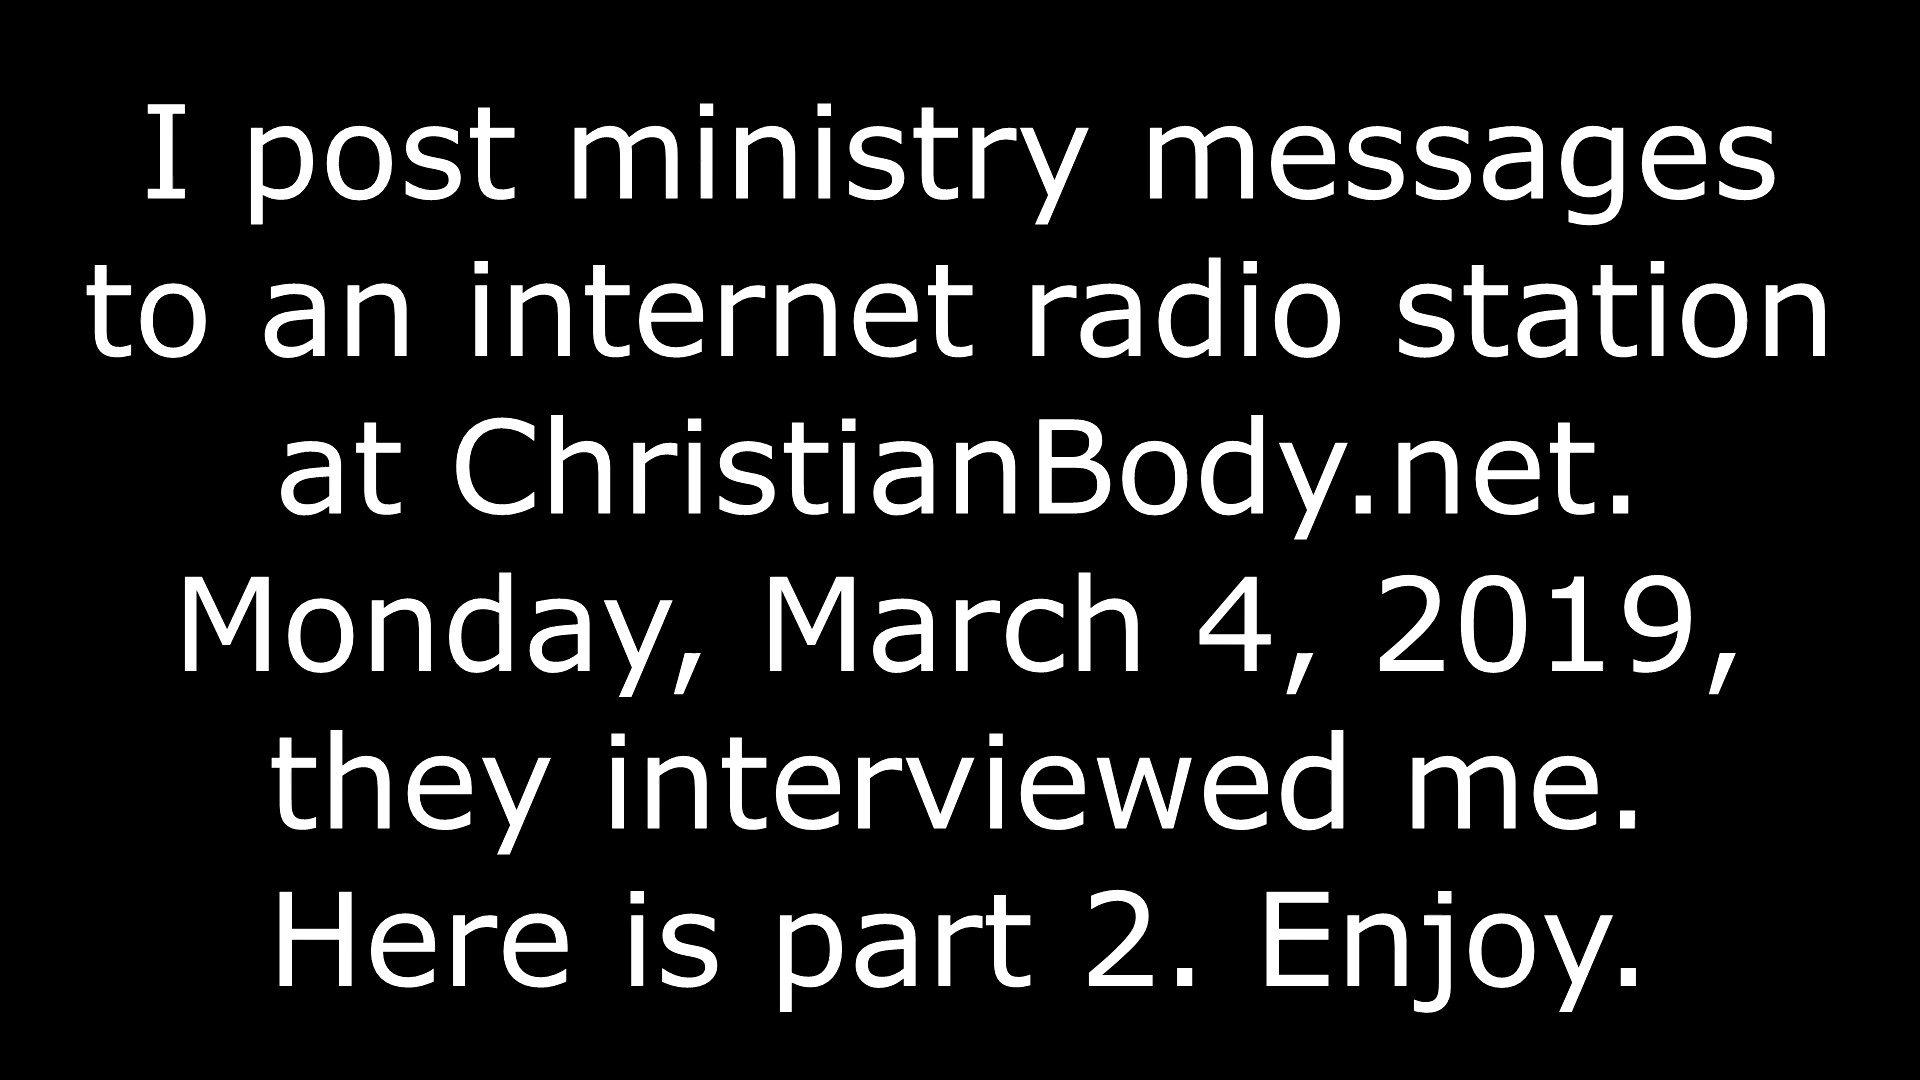 I post ministry messages
to an internet radio station
at ChristianBody.net.
Monday, March 4, 2019,
they interviewed me.
Here is part 2. Enjoy.